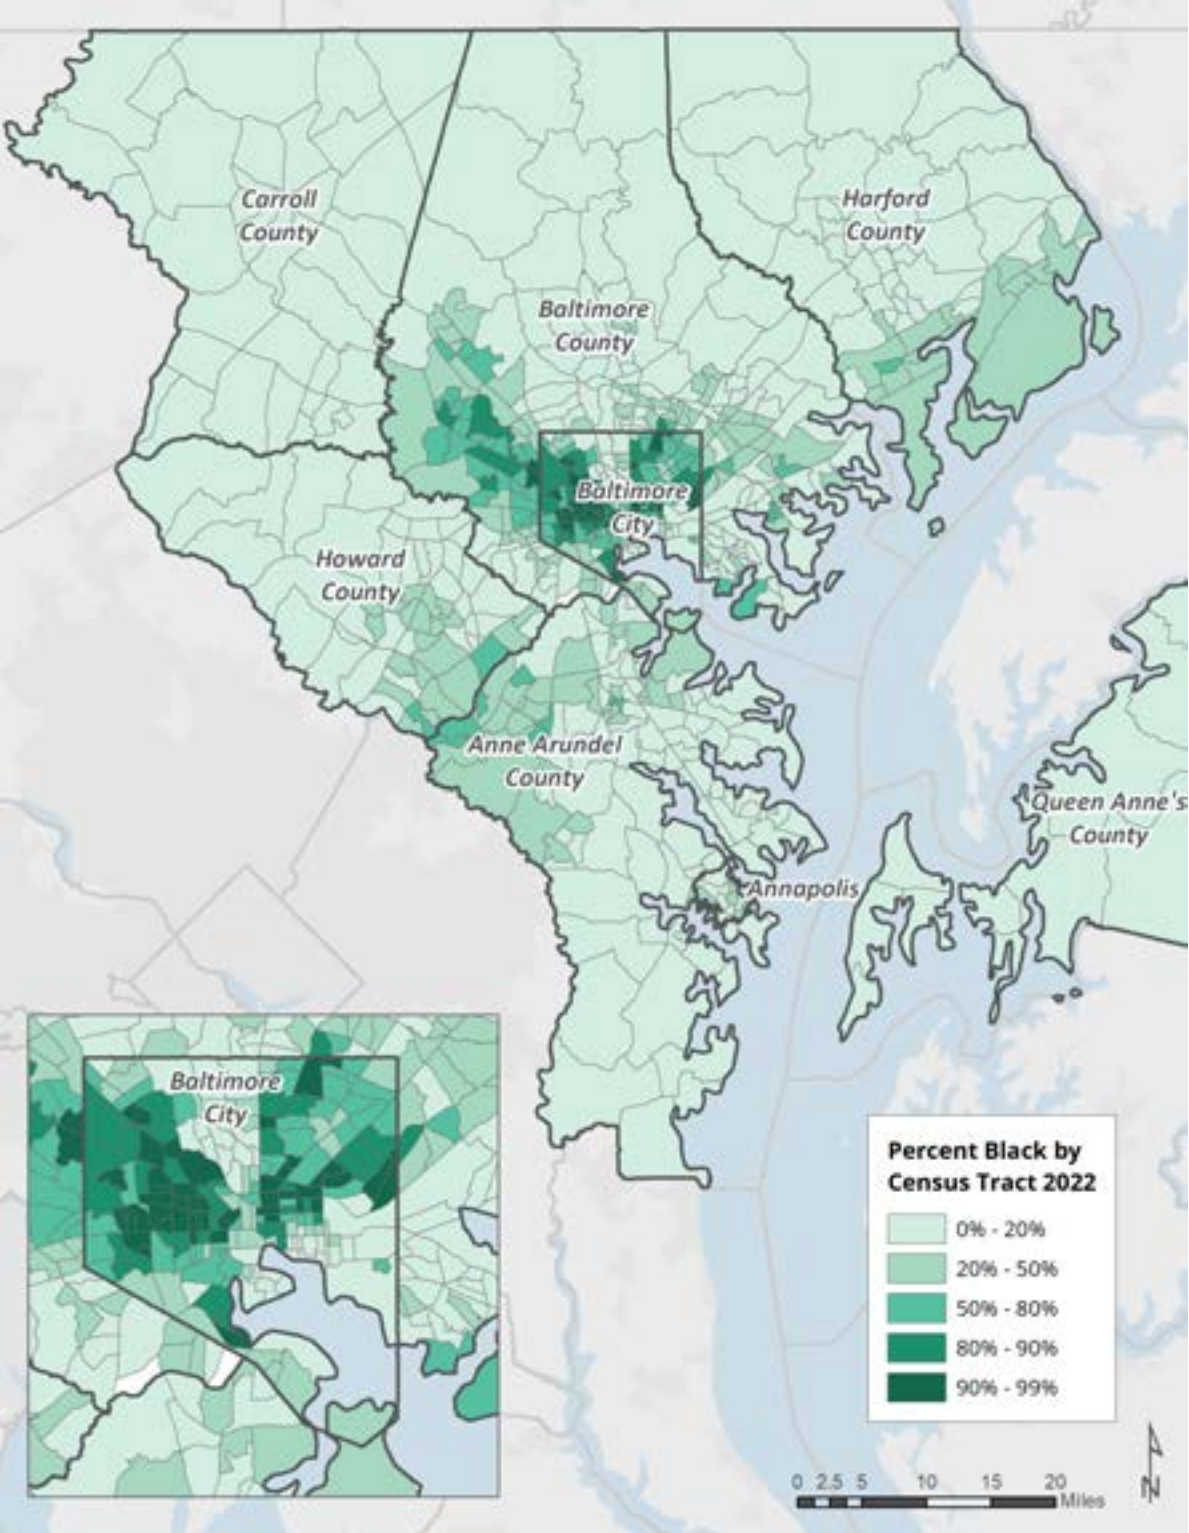 Carroll
County
Harford
County
Baltimore
County
Baltimore
City
Howard
County
Anne Arundel
County
Queen Anne's
County
Annapolis
Baltimore
City
Percent Black by
Census Tract 2022
0% - 20%
20% - 50%
50% - 80%
80% - 90%
90% - 99%
0 2.5 5 10 15 20
Miles
N